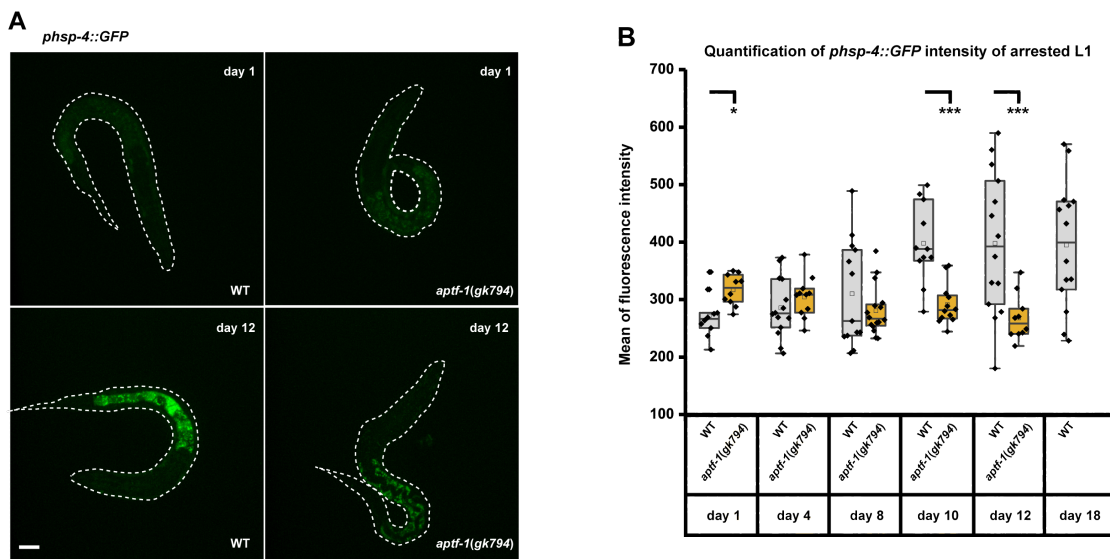 A
phsp-4::GFP
day 1
WT
day 1
aptf-1(gk794)
day 12
WT
day 12
aptf-1(gk794)
B
Quantification of phsp-4::GFP intensity of arrested L1
Mean of fluorescence intensity
700
600
500
400
300
200
100
*
***
***
WT
aptf-1(gk794)
WT
aptf-1(gk794)
WT
aptf-1(gk794)
WT
aptf-1(gk794)
WT
aptf-1(gk794)
WT
day 1
day 4
day 8
day 10
day 12
day 18